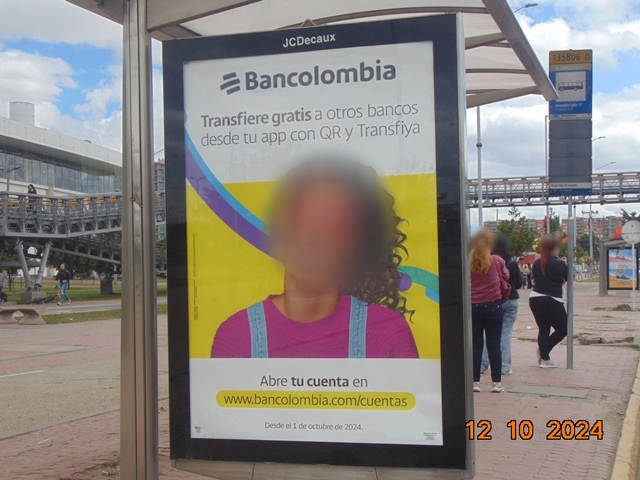 JCDecaux
Bancolombia
Transfiere gratis a otros bancos
desde tu app con QR y Transfiya
Abre tu cuenta en
www.bancolombia.com/cuentas
Desde el 1 de octubre de 2024.
135B06
12 10 2024